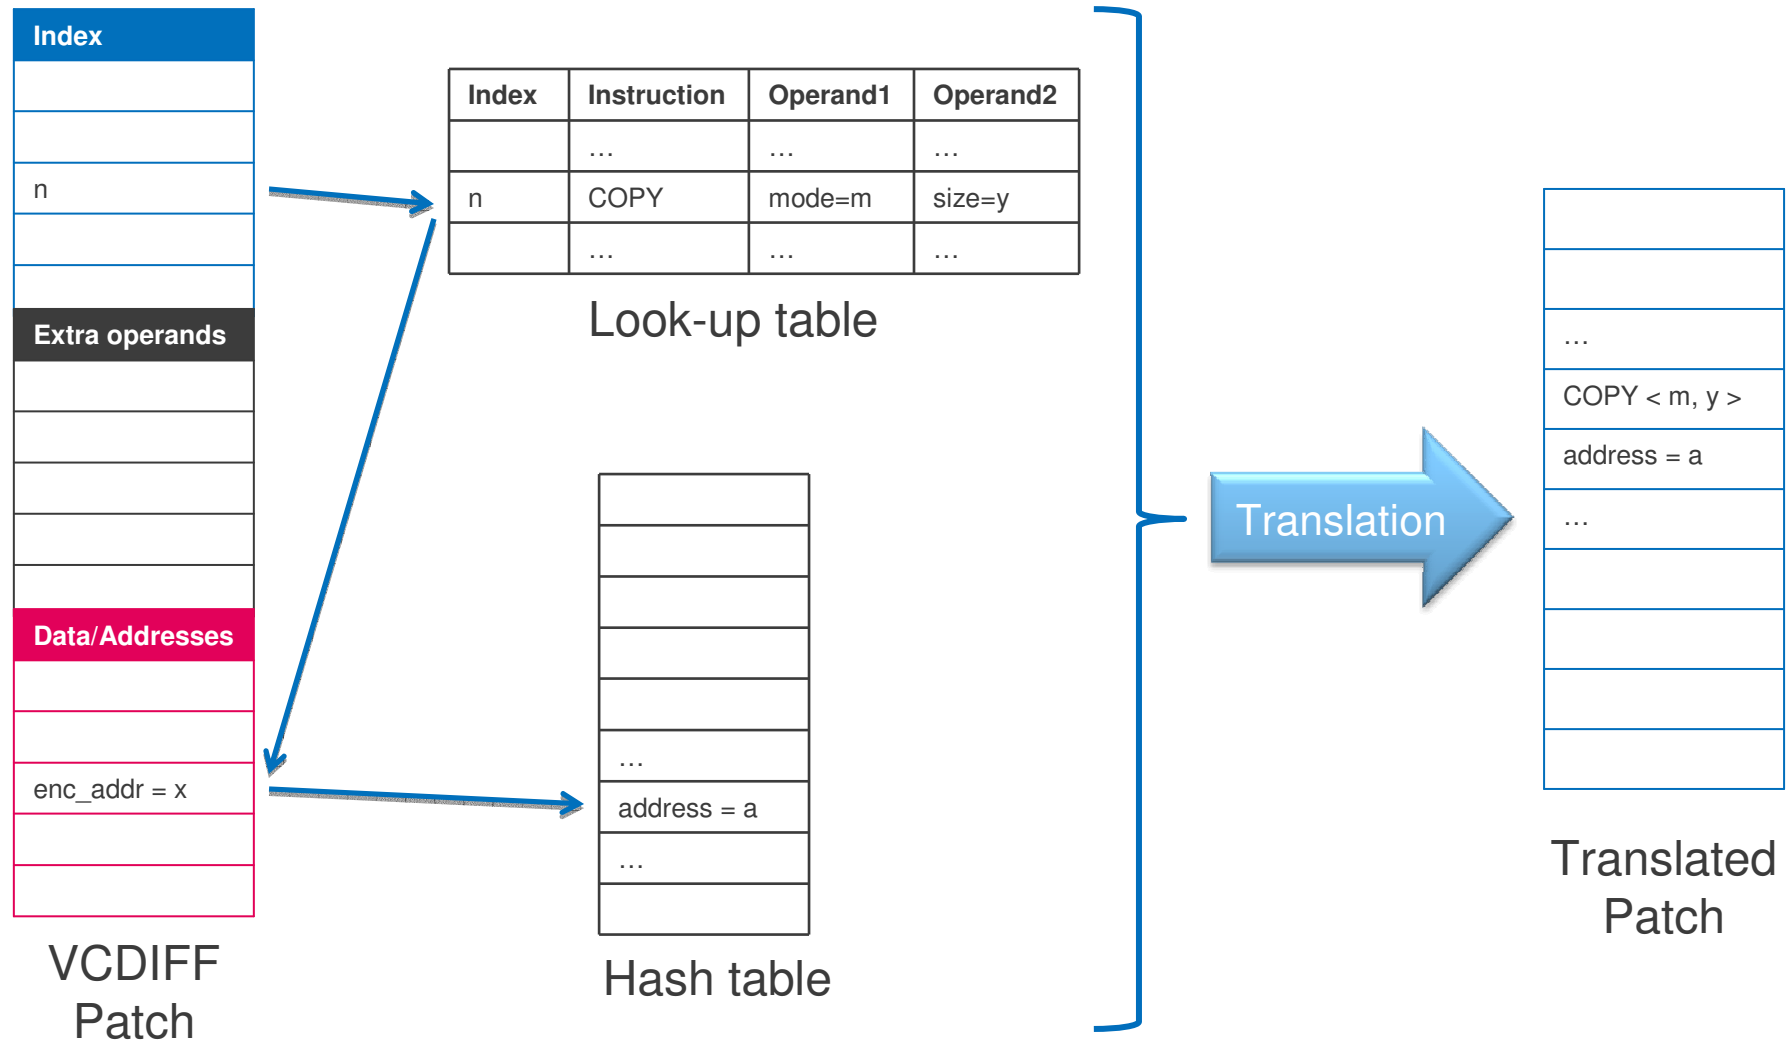 Index
n
Extra operands
Data/Addresses
enc_addr = x
VCDIFF
Patch
Index Instruction Operand1 Operand2
… … …
n COPY mode=m size=y
… … …
Look-up table
…
address = a
…
Hash table
Translation
…
COPY < m, y >
address = a
…
Translated
Patch